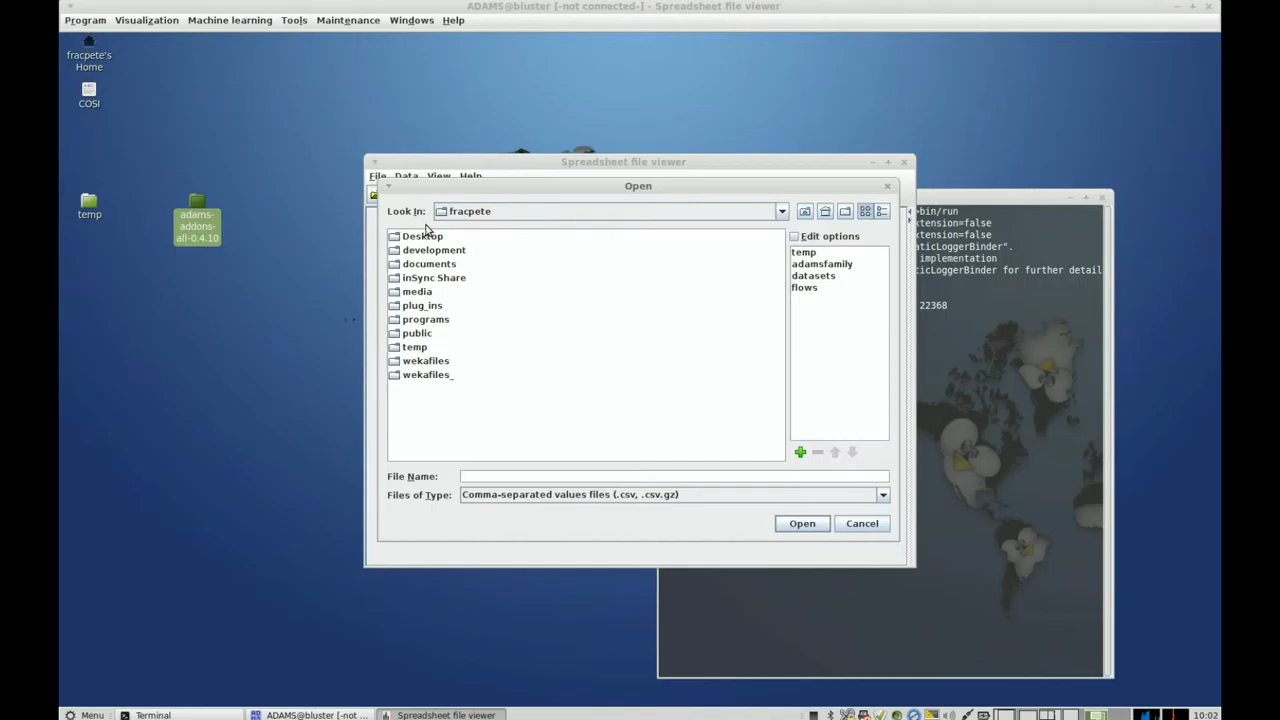 ADAMS@bluster [-not connected-] - Spreadsheet file viewer
Program Visualization Machine learning Tools Maintenance Windows Help
fracpete's
Home
COSI
temp
adams-
addons-
all-0.4.10
Spreadsheet file viewer
File Data View Help
Open
Look In: fracpete
Desktop
development
documents
inSync Share
media
plug_ins
programs
public
temp
wekafiles
wekafiles_
Edit options
temp
adamsfamily
datasets
flows
File Name:
Files of Type: Comma-separated values files (.csv, .csv.gz)
Open Cancel
>bin/run
xtension=false
xtension=false
aticLoggerBinder".
implementation
ticLoggerBinder for further detail
22368
Menu Terminal ADAMS@bluster [-not ... Spreadsheet file viewer 10:02